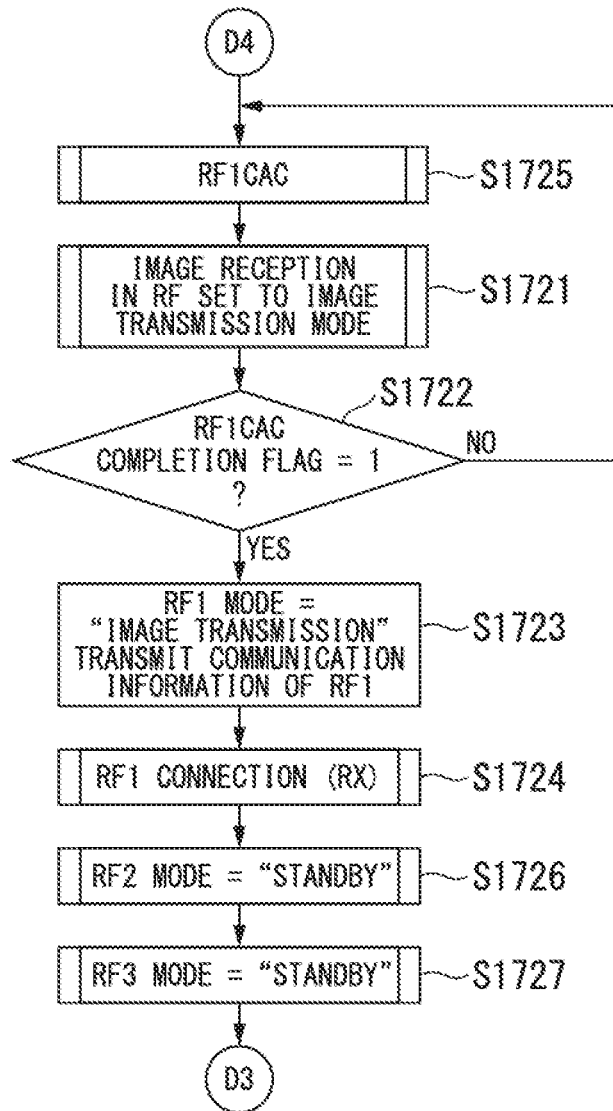 D4
RF1CAC
S1725
IMAGE RECEPTION
IN RF SET TO IMAGE
TRANSMISSION MODE
S1721
S1722
RF1CAC
COMPLETION FLAG = 1
?
NO
YES
RF1 MODE =
“IMAGE TRANSMISSION”
TRANSMIT COMMUNICATION
INFORMATION OF RF1
S1723
RF1 CONNECTION (RX)
S1724
RF2 MODE = “STANDBY”
S1726
RF3 MODE = “STANDBY”
S1727
D3